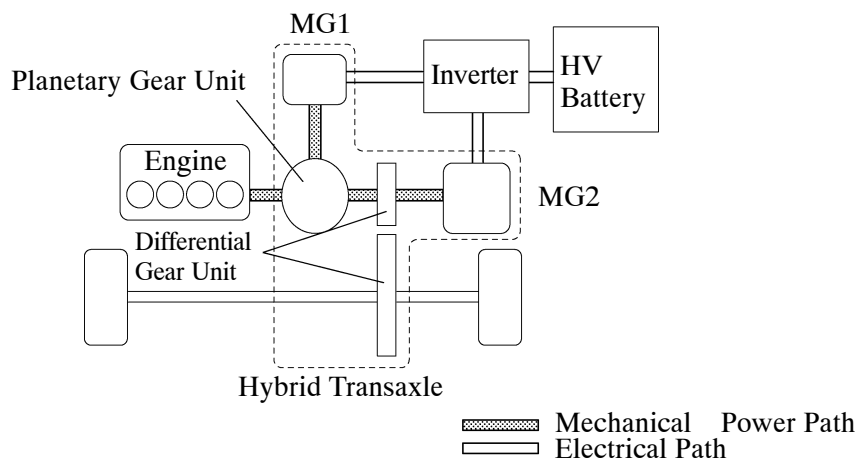 MG1
Planetary Gear Unit
Inverter
HV
Battery
Engine
MG2
Differential
Gear Unit
Hybrid Transaxle
Mechanical Power Path
Electrical Path